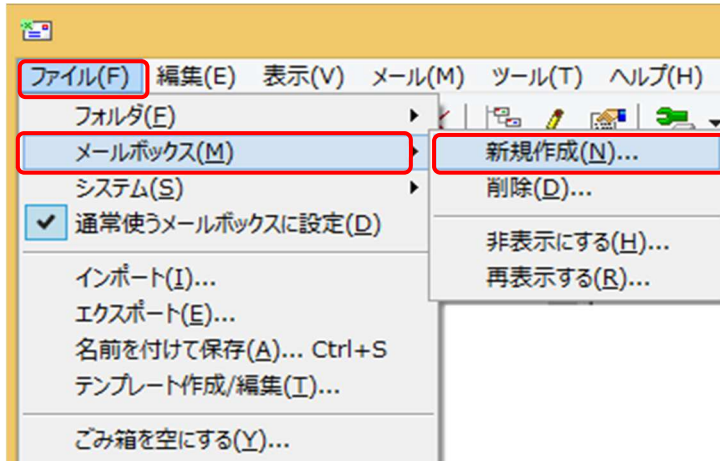 ファイル(F) 編集(E) 表示(V) メール(M) ツール(T) ヘルプ(H)
フォルダ(F)
メールボックス(M)
システム(S)
通常使うメールボックスに設定(D)
インポート(I)...
エクスポート(E)...
名前を付けて保存(A)... Ctrl+S
テンプレート作成/編集(T)...
ごみ箱を空にする(Y)...
新規作成(N)...
削除(D)...
非表示にする(H)...
再表示する(R)...